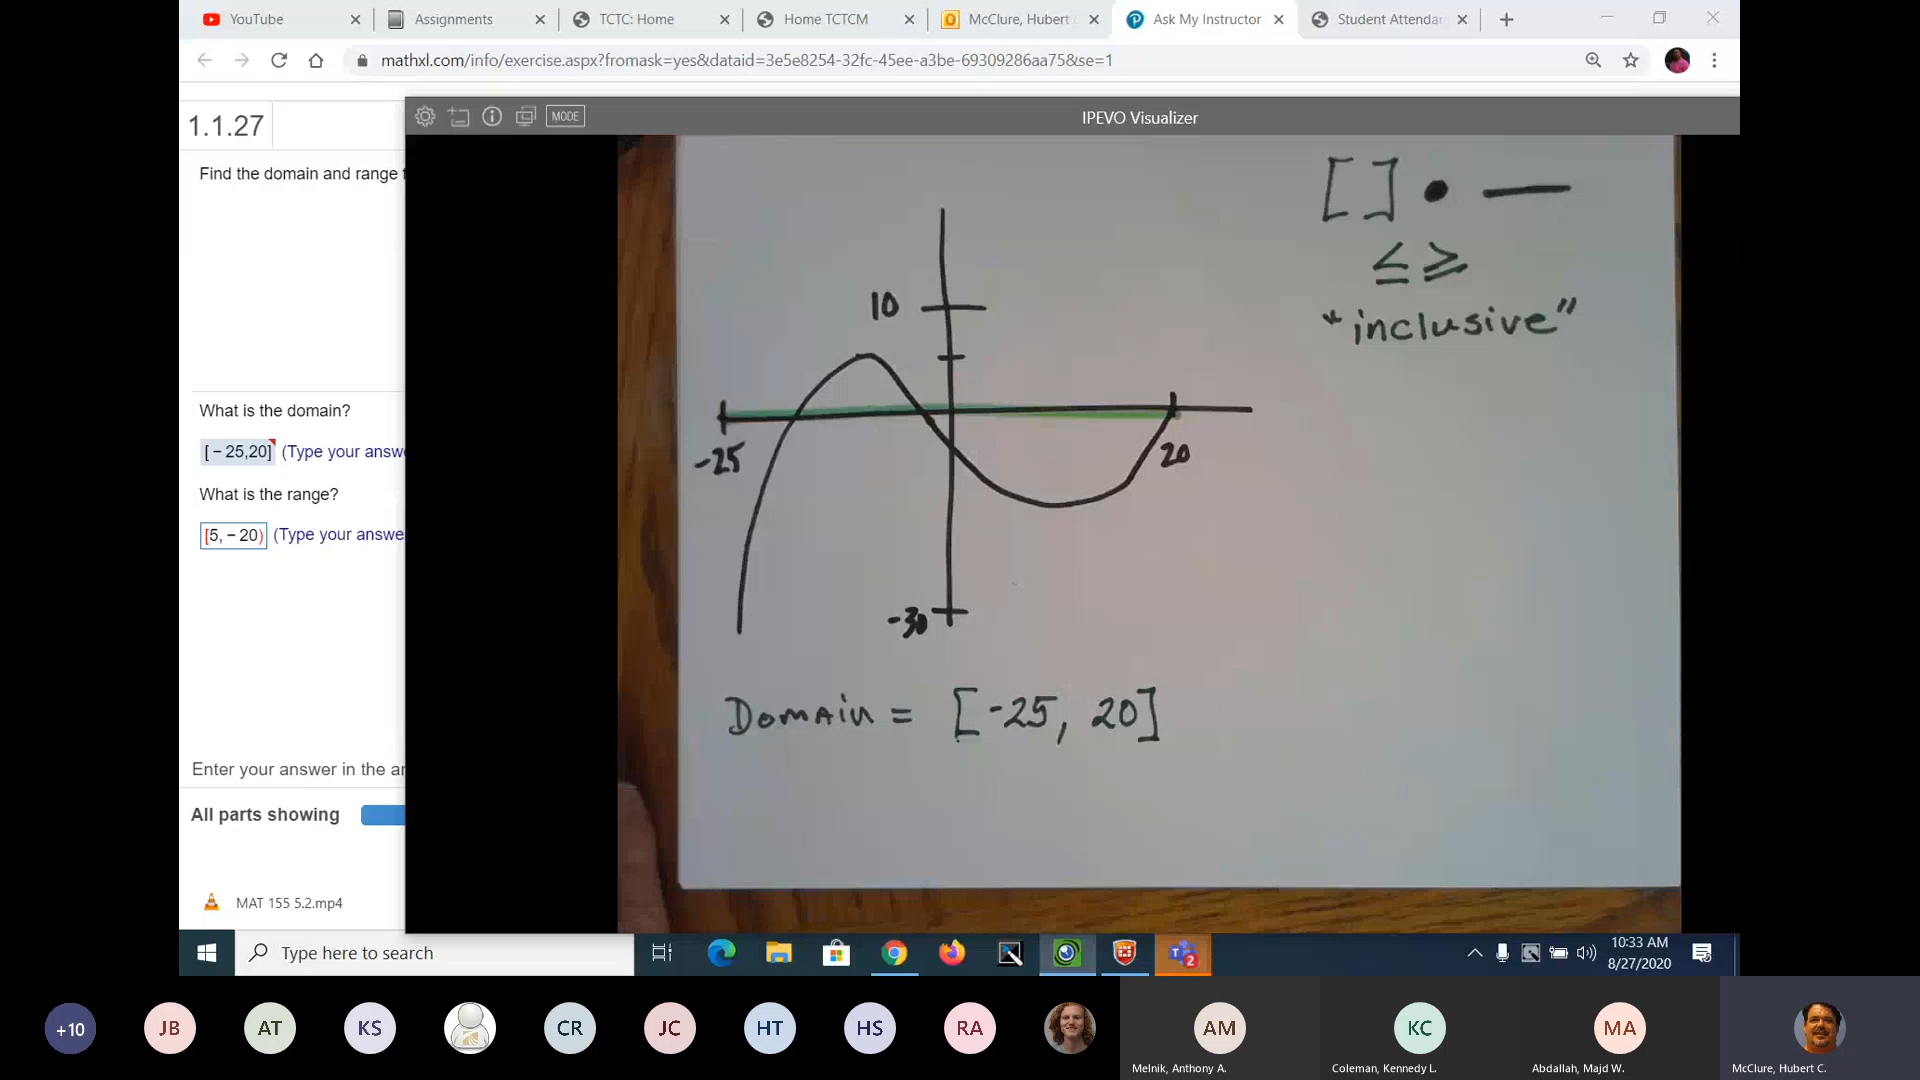 YouTube
Assignments
TCTC: Home
Home TCTCM
McClure, Hubert
Ask My Instructor
Student Attendan
mathxl.com/info/exercise.aspx?fromask=yes&dataid=3e5e8254-32fc-45ee-a3be-69309286aa75&se=1
1.1.27
MODE
IPEVO Visualizer
Find the domain and range f
What is the domain?
[ − 25,20] (Type your answe
What is the range?
[5, − 20) (Type your answe
Enter your answer in the an
All parts showing
MAT 155 5.2.mp4
[ ] • —
≤ ≥
"inclusive"
10
-25
20
-30
Domain = [-25, 20]
Type here to search
2
10:33 AM
8/27/2020
+10
JB
AT
KS
CR
JC
HT
HS
RA
AM
KC
MA
Melnik, Anthony A.
Coleman, Kennedy L.
Abdallah, Majd W.
McClure, Hubert C.